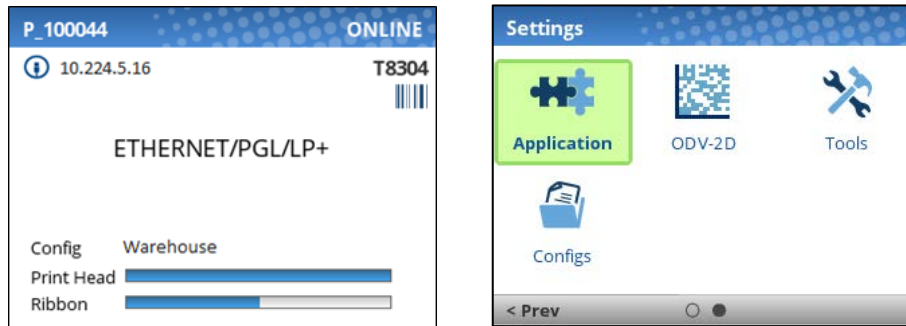 P_100044 ONLINE
10.224.5.16 T8304
ETHERNET/PGL/LP+
Config Warehouse
Print Head
Ribbon
Settings
Application ODV-2D Tools
Configs
< Prev